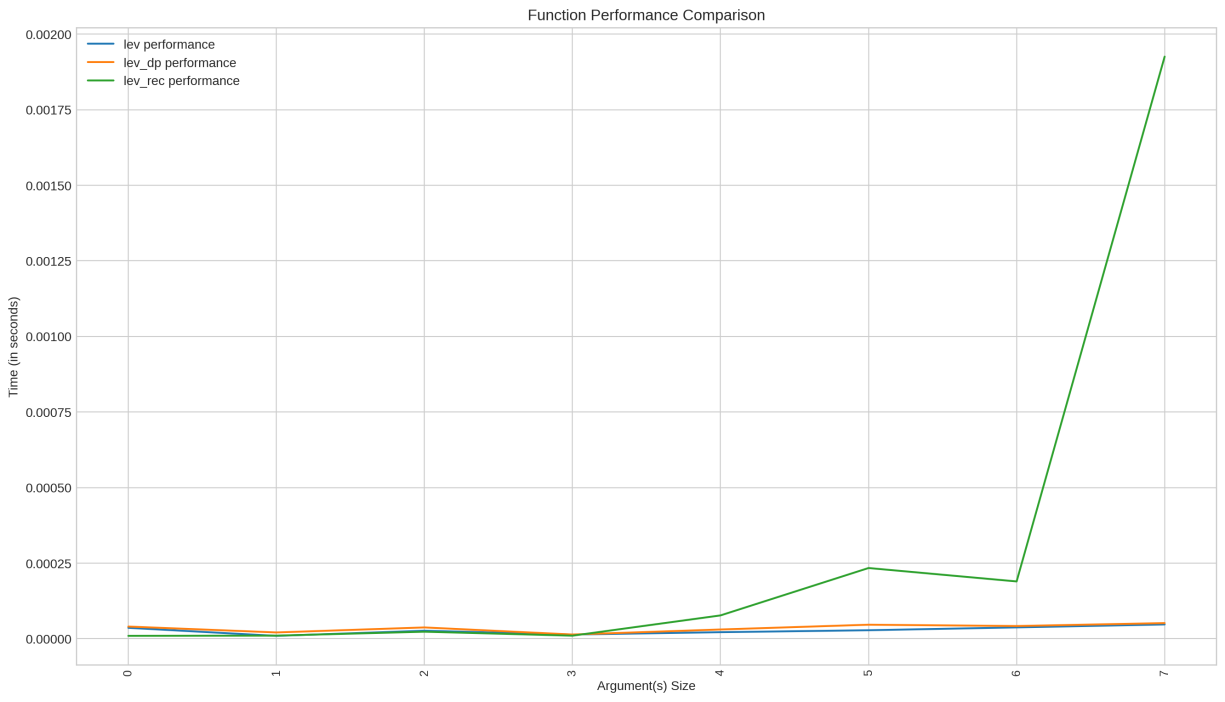 Function Performance Comparison
lev performance
lev_dp performance
lev_rec performance
0.00200
0.00175
0.00150
0.00125
0.00100
0.00075
0.00050
0.00025
0.00000
Time (in seconds)
0 1 2 3 4 5 6 7
Argument(s) Size